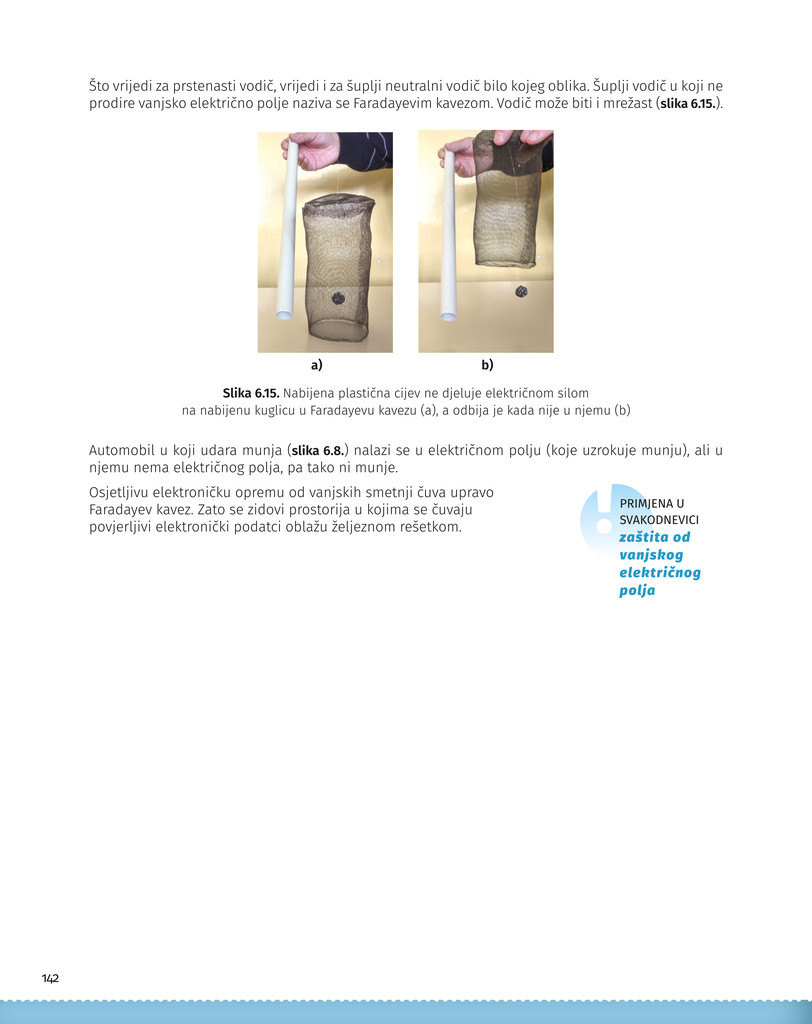 Što vrijedi za prstenasti vodič, vrijedi i za šuplji neutralni vodič bilo kojeg oblika. Šuplji vodič u koji ne
prodire vanjsko električno polje naziva se Faradayevim kavezom. Vodič može biti i mrežast (slika 6.15.).
a)
b)
Slika 6.15. Nabijena plastična cijev ne djeluje električnom silom
na nabijenu kuglicu u Faradayevu kavezu (a), a odbija je kada nije u njemu (b)
Automobil u koji udara munja (slika 6.8.) nalazi se u električnom polju (koje uzrokuje munju), ali u
njemu nema električnog polja, pa tako ni munje.
Osjetljivu elektroničku opremu od vanjskih smetnji čuva upravo
Faradayev kavez. Zato se zidovi prostorija u kojima se čuvaju
povjerljivi elektronički podatci oblažu željeznom rešetkom.
PRIMJENA U
SVAKODNEVICI
zaštita od
vanjskog
električnog
polja
142